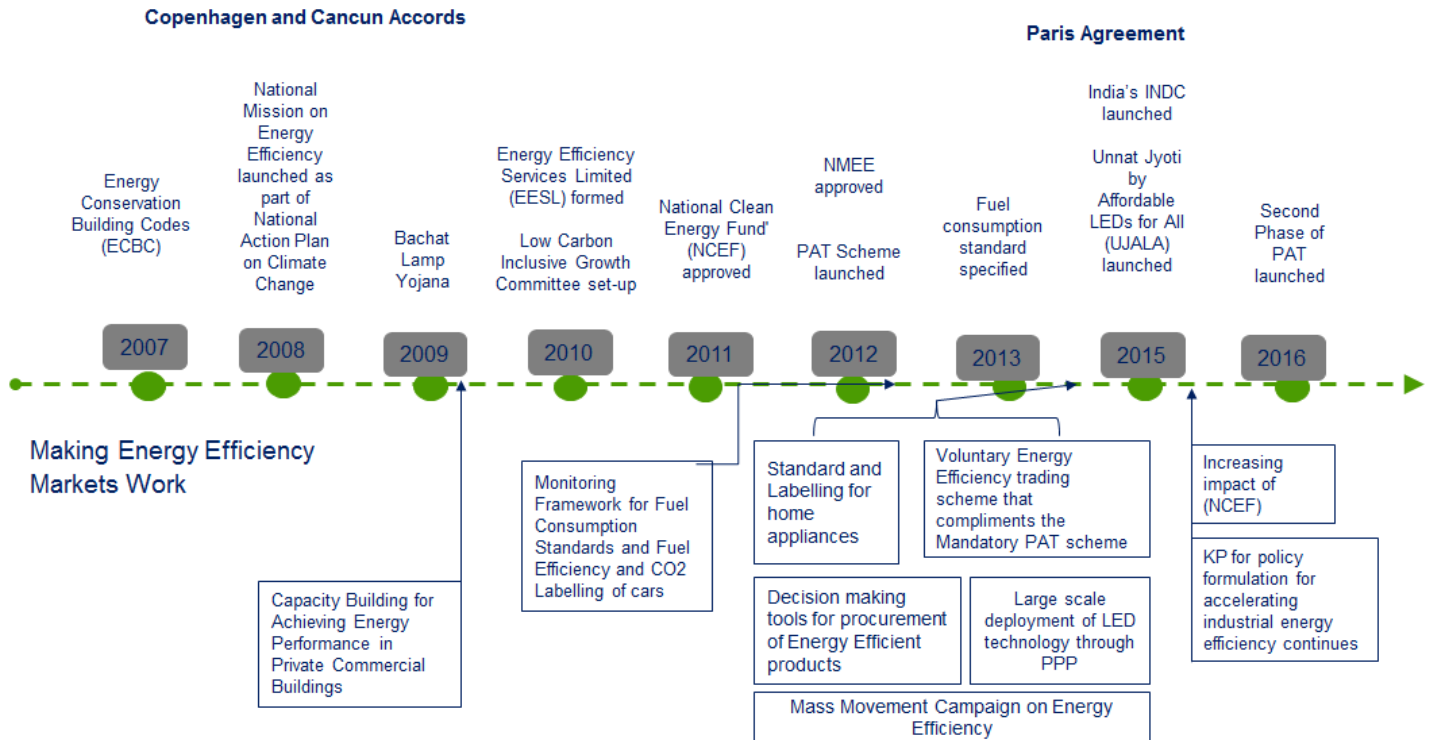 Copenhagen and Cancun Accords
Paris Agreement
Energy
Conservation
Building Codes
(ECBC)
National
Mission on
Energy
Efficiency
launched as
part of
National
Action Plan
on Climate
Change
Bachat
Lamp
Yojana
Energy Efficiency
Services Limited
(EESL) formed
Low Carbon
Inclusive Growth
Committee set-up
National Clean
Energy Fund'
(NCEF)
approved
NMEE
approved
PAT Scheme
launched
Fuel
consumption
standard
specified
India's INDC
launched
Unnat Jyoti
by
Affordable
LEDs for All
(UJALA)
launched
Second
Phase of
PAT
launched
2007
2008
2009
2010
2011
2012
2013
2015
2016
Making Energy Efficiency
Markets Work
Capacity Building for
Achieving Energy
Performance in
Private Commercial
Buildings
Monitoring
Framework for Fuel
Consumption
Standards and Fuel
Efficiency and CO2
Labelling of cars
Standard and
Labelling for
home
appliances
Voluntary Energy
Efficiency trading
scheme that
compliments the
Mandatory PAT scheme
Decision making
tools for procurement
of Energy Efficient
products
Large scale
deployment of LED
technology through
PPP
Mass Movement Campaign on Energy
Efficiency
Increasing
impact of
(NCEF)
KP for policy
formulation for
accelerating
industrial energy
efficiency continues